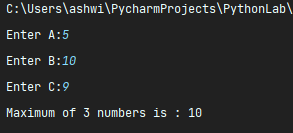 C:\Users\ashwi\PycharmProjects\PythonLab\
Enter A:5
Enter B:10
Enter C:9
Maximum of 3 numbers is : 10